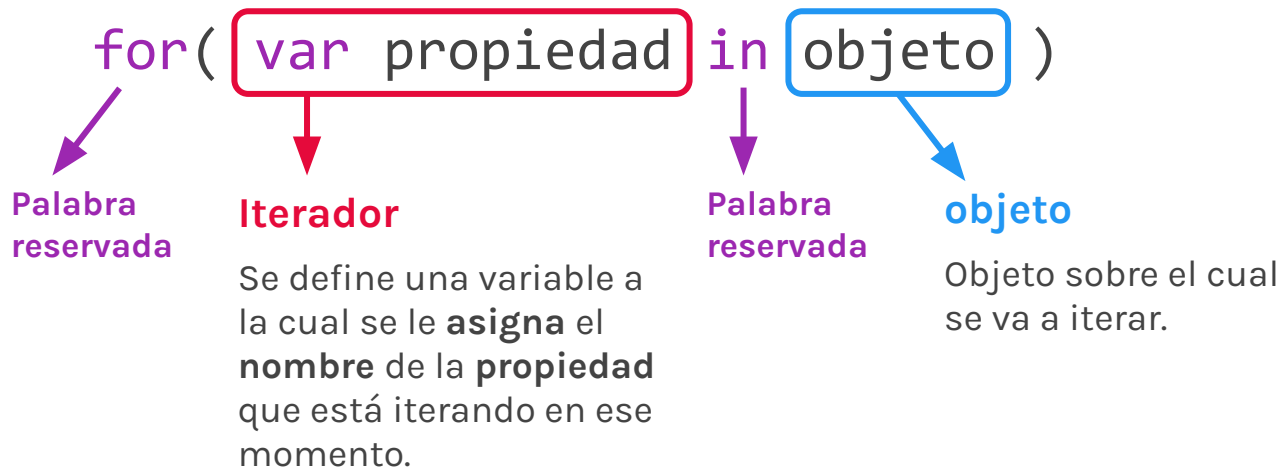 for( var propiedad in objeto )
Palabra
reservada
Iterador
Se define una variable a
la cual se le asigna el
nombre de la propiedad
que está iterando en ese
momento.
Palabra
reservada
objeto
Objeto sobre el cual
se va a iterar.